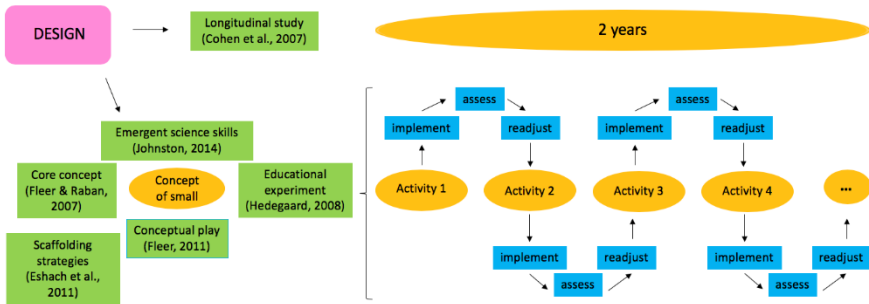 DESIGN
Longitudinal study
(Cohen et al., 2007)
2 years
Emergent science skills
(Johnston, 2014)
Core concept
(Fleer & Raban,
2007)
Concept
of small
Educational
experiment
(Hedegaard, 2008)
Conceptual play
(Fleer, 2011)
Scaffolding
strategies
(Eshach et al.,
2011)
assess
assess
implement
readjust
implement
readjust
Activity 1
Activity 2
Activity 3
Activity 4
...
implement
readjust
implement
readjust
assess
assess